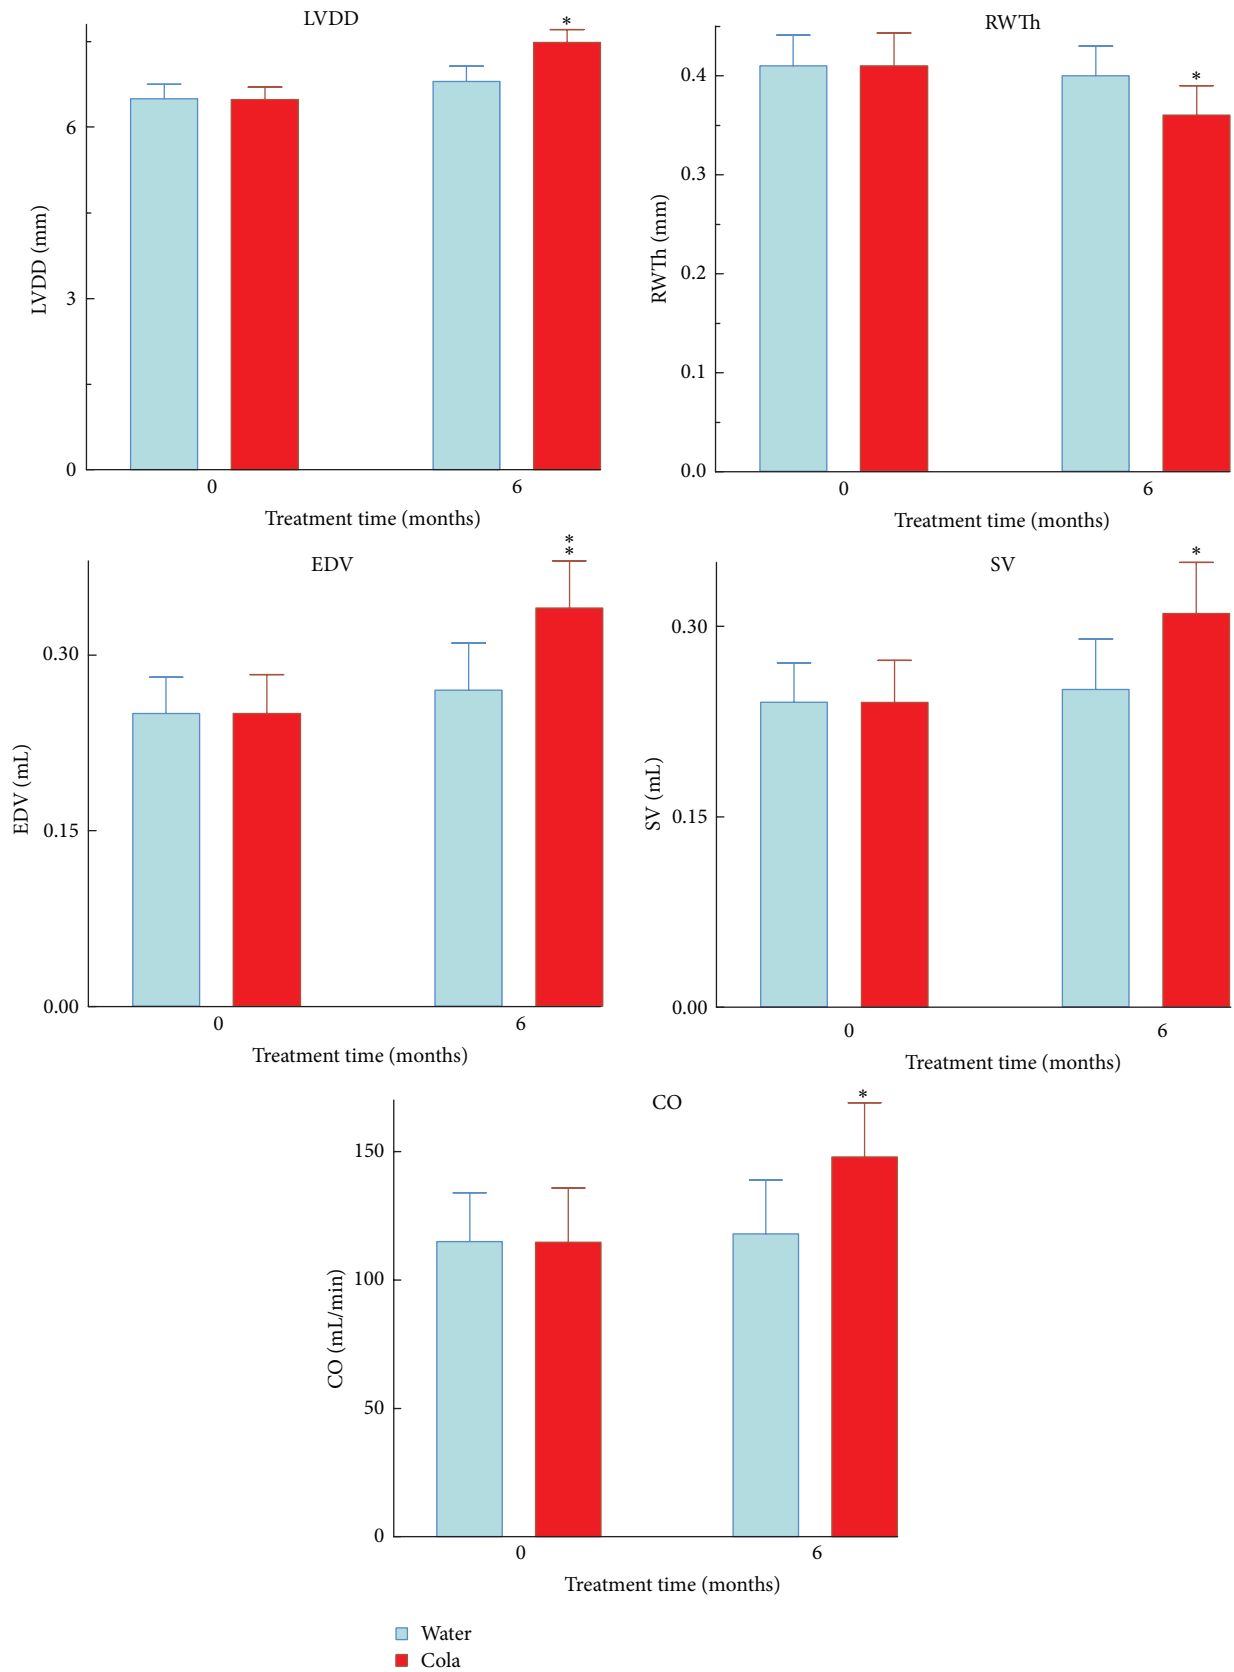 LVDD
*
6
3
0
LVDD (mm)
0 6
Treatment time (months)
RWTh
*
0.4
0.3
0.2
0.1
0.0
RWTh (mm)
0 6
Treatment time (months)
EDV
*
*
0.30
0.15
0.00
EDV (mL)
0 6
Treatment time (months)
SV
*
0.30
0.15
0.00
SV (mL)
0 6
Treatment time (months)
CO
*
150
100
50
0
CO (mL/min)
0 6
Treatment time (months)
Water
Cola